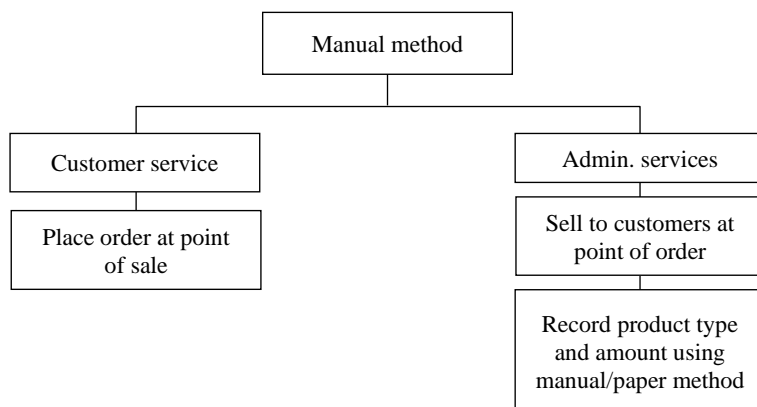 Manual method
Customer service
Place order at point
of sale
Admin. services
Sell to customers at
point of order
Record product type
and amount using
manual/paper method